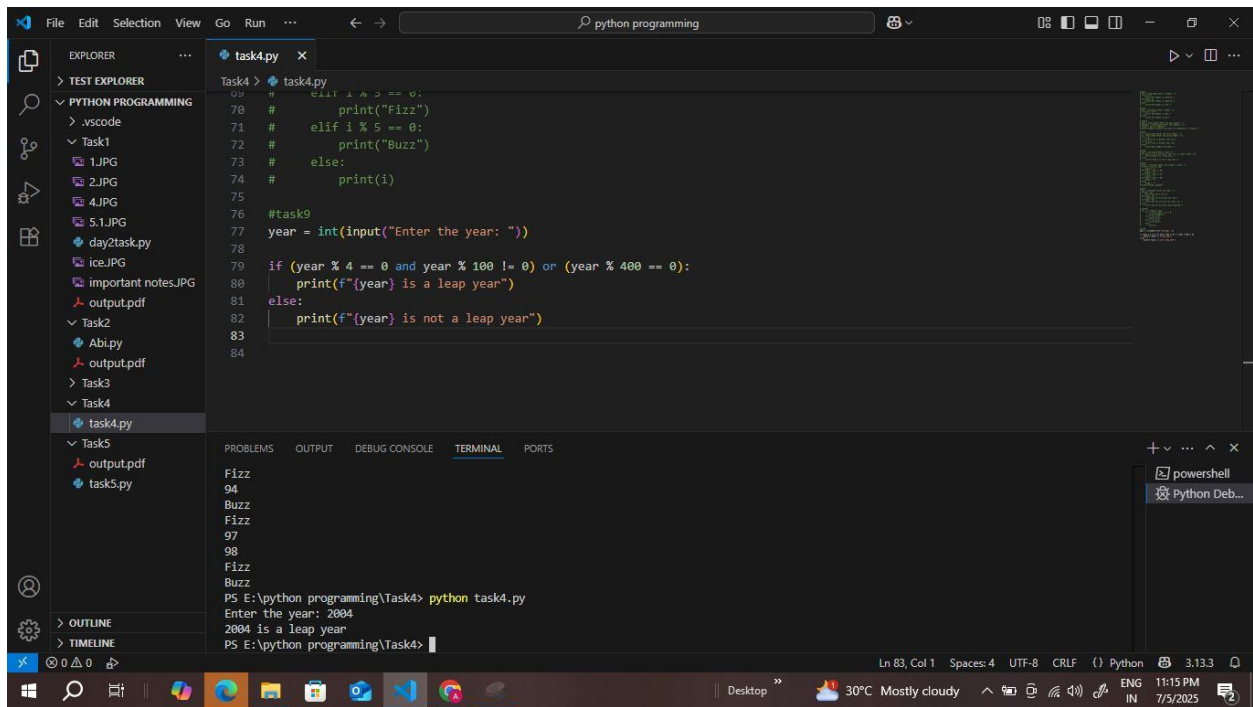 File Edit Selection View Go Run ··· python programming
EXPLORER ···
> TEST EXPLORER
PYTHON PROGRAMMING
> .vscode
Task1
1.JPG
2.JPG
4.JPG
5.1.JPG
day2task.py
ice.JPG
important notes.JPG
output.pdf
Task2
Abi.py
output.pdf
> Task3
Task4
task4.py
Task5
output.pdf
task5.py
> OUTLINE
> TIMELINE
task4.py
Task4 > task4.py
69 # elif i % 3 == 0:
70 # print("Fizz")
71 # elif i % 5 == 0:
72 # print("Buzz")
73 # else:
74 # print(i)
75
76 #task9
77 year = int(input("Enter the year: "))
78
79 if (year % 4 == 0 and year % 100 != 0) or (year % 400 == 0):
80 print(f"{year} is a leap year")
81 else:
82 print(f"{year} is not a leap year")
83
84
PROBLEMS OUTPUT DEBUG CONSOLE TERMINAL PORTS
Fizz
94
Buzz
Fizz
97
98
Fizz
Buzz
PS E:\python programming\Task4> python task4.py
Enter the year: 2004
2004 is a leap year
PS E:\python programming\Task4>
powershell
Python Deb...
0 0 Ln 83, Col 1 Spaces: 4 UTF-8 CRLF {} Python 3.13.3
Desktop 30°C Mostly cloudy ENG 11:15 PM
IN 7/5/2025 2